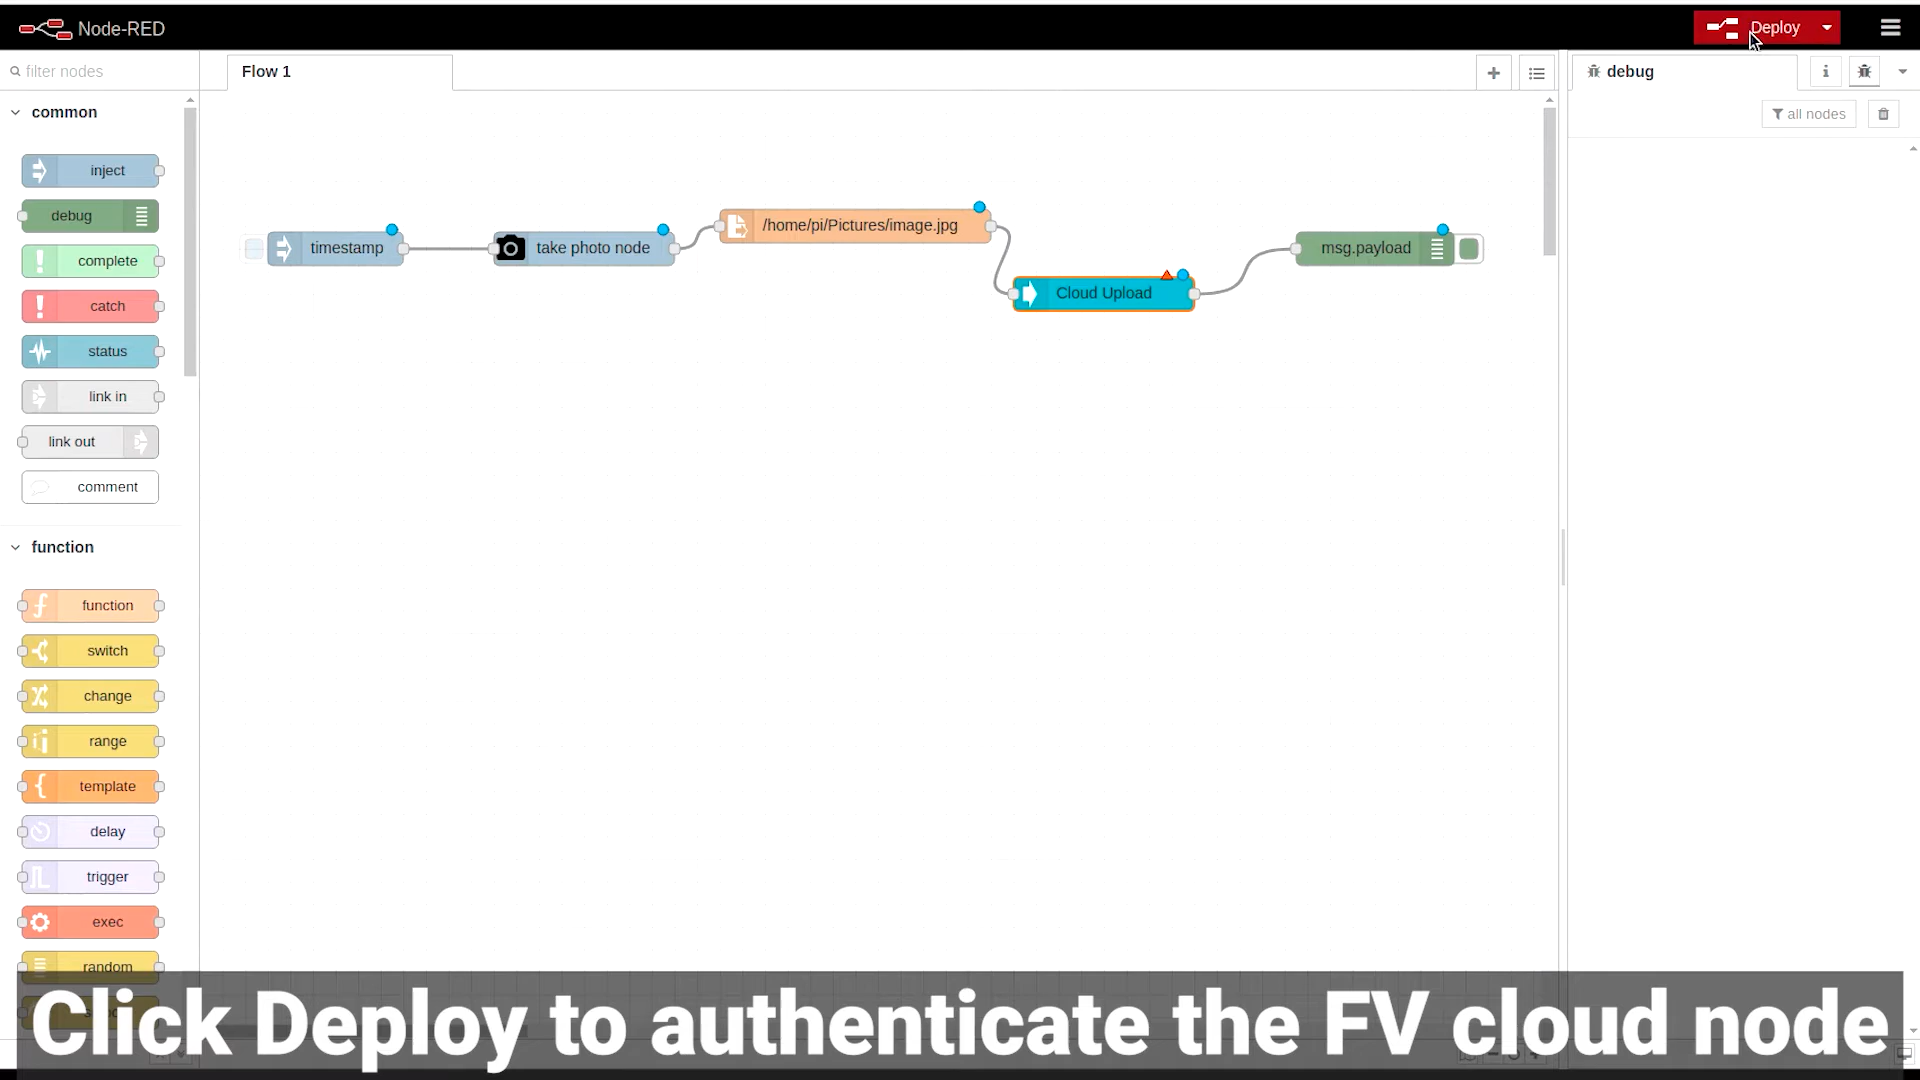 Node-RED
Deploy
filter nodes
Flow 1
debug
all nodes
common
inject
debug
complete
catch
status
link in
link out
comment
timestamp
take photo node
/home/pi/Pictures/image.jpg
Cloud Upload
msg.payload
function
function
switch
change
range
template
delay
trigger
exec
random
Click Deploy to authenticate the FV cloud node